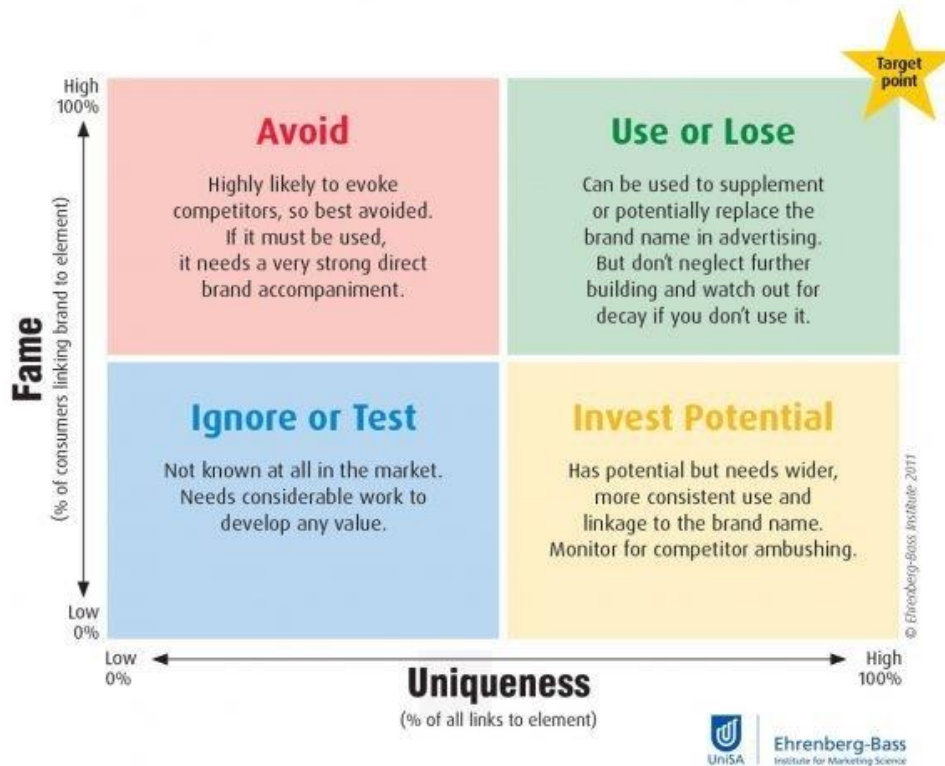 Target
point
High
100%
Avoid
Highly likely to evoke
competitors, so best avoided.
If it must be used,
it needs a very strong direct
brand accompaniment.
Use or Lose
Can be used to supplement
or potentially replace the
brand name in advertising.
But don't neglect further
building and watch out for
decay if you don't use it.
Fame
(% of consumers linking brand to element)
Ignore or Test
Not known at all in the market.
Needs considerable work to
develop any value.
Invest Potential
Has potential but needs wider,
more consistent use and
linkage to the brand name.
Monitor for competitor ambushing.
© Ehrenberg-Bass Institute 2011
Low
0%
Low
0%
High
100%
Uniqueness
(% of all links to element)
UniSA
Ehrenberg-Bass
Institute for Marketing Science